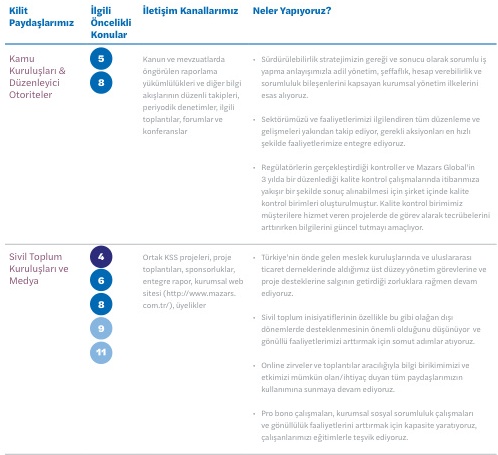 Kilit
Paydaşlarımız
İlgili
Öncelikli
Konular
İletişim Kanallarımız
Neler Yapıyoruz?
Kamu
Kuruluşları &
Düzenleyici
Otoriteler
5
8
Kanun ve mevzuatlarda
öngörülen raporlama
yükümlülükleri ve diğer bilgi
akışlarının düzenli takipleri,
periyodik denetimler, ilgili
toplantılar, forumlar ve
konferanslar
• Sürdürülebilirlik stratejimizin gereği ve sonucu olarak sorumlu iş
yapma anlayışımızla adil yönetim, şeffaflık, hesap verebilirlik ve
sorumluluk bileşenlerini kapsayan kurumsal yönetim ilkelerini
esas alıyoruz.
• Sektörümüzü ve faaliyetlerimizi ilgilendiren tüm düzenleme ve
gelişmeleri yakından takip ediyor, gerekli aksiyonları en hızlı
şekilde faaliyetlerimize entegre ediyoruz.
• Regülatörlerin gerçekleştirdiği kontroller ve Mazars Global'in
3 yılda bir düzenlediği kalite kontrol çalışmalarında itibarımıza
yakışır bir şekilde sonuç alınabilmesi için şirket içinde kalite
kontrol birimleri oluşturulmuştur. Kalite kontrol birimimiz
müşterilere hizmet veren projelerde de görev alarak tecrübelerini
arttırırken bilgilerini güncel tutmayı amaçlıyor.
Sivil Toplum
Kuruluşları ve
Medya
4
6
8
9
11
Ortak KSS projeleri, proje
toplantıları, sponsorluklar,
entegre rapor, kurumsal web
sitesi (http://www.mazars.
com.tr/), üyelikler
• Türkiye'nin önde gelen meslek kuruluşlarında ve uluslararası
ticaret derneklerinde aldığımız üst düzey yönetim görevlerine ve
proje desteklerine salgının getirdiği zorluklara rağmen devam
ediyoruz.
• Sivil toplum inisiyatiflerinin özellikle bu gibi olağan dışı
dönemlerde desteklenmesinin önemli olduğunu düşünüyor ve
gönüllü faaliyetlerimizi arttırmak için somut adımlar atıyoruz.
• Online zirveler ve toplantılar aracılığıyla bilgi birikimimizi ve
etkimizi mümkün olan/ihtiyaç duyan tüm paydaşlarımızın
kullanımına sunmaya devam ediyoruz.
• Pro bono çalışmaları, kurumsal sosyal sorumluluk çalışmaları
ve gönüllülük faaliyetlerini arttırmak için kapasite yaratıyoruz,
çalışanlarımızı eğitimlerle teşvik ediyoruz.